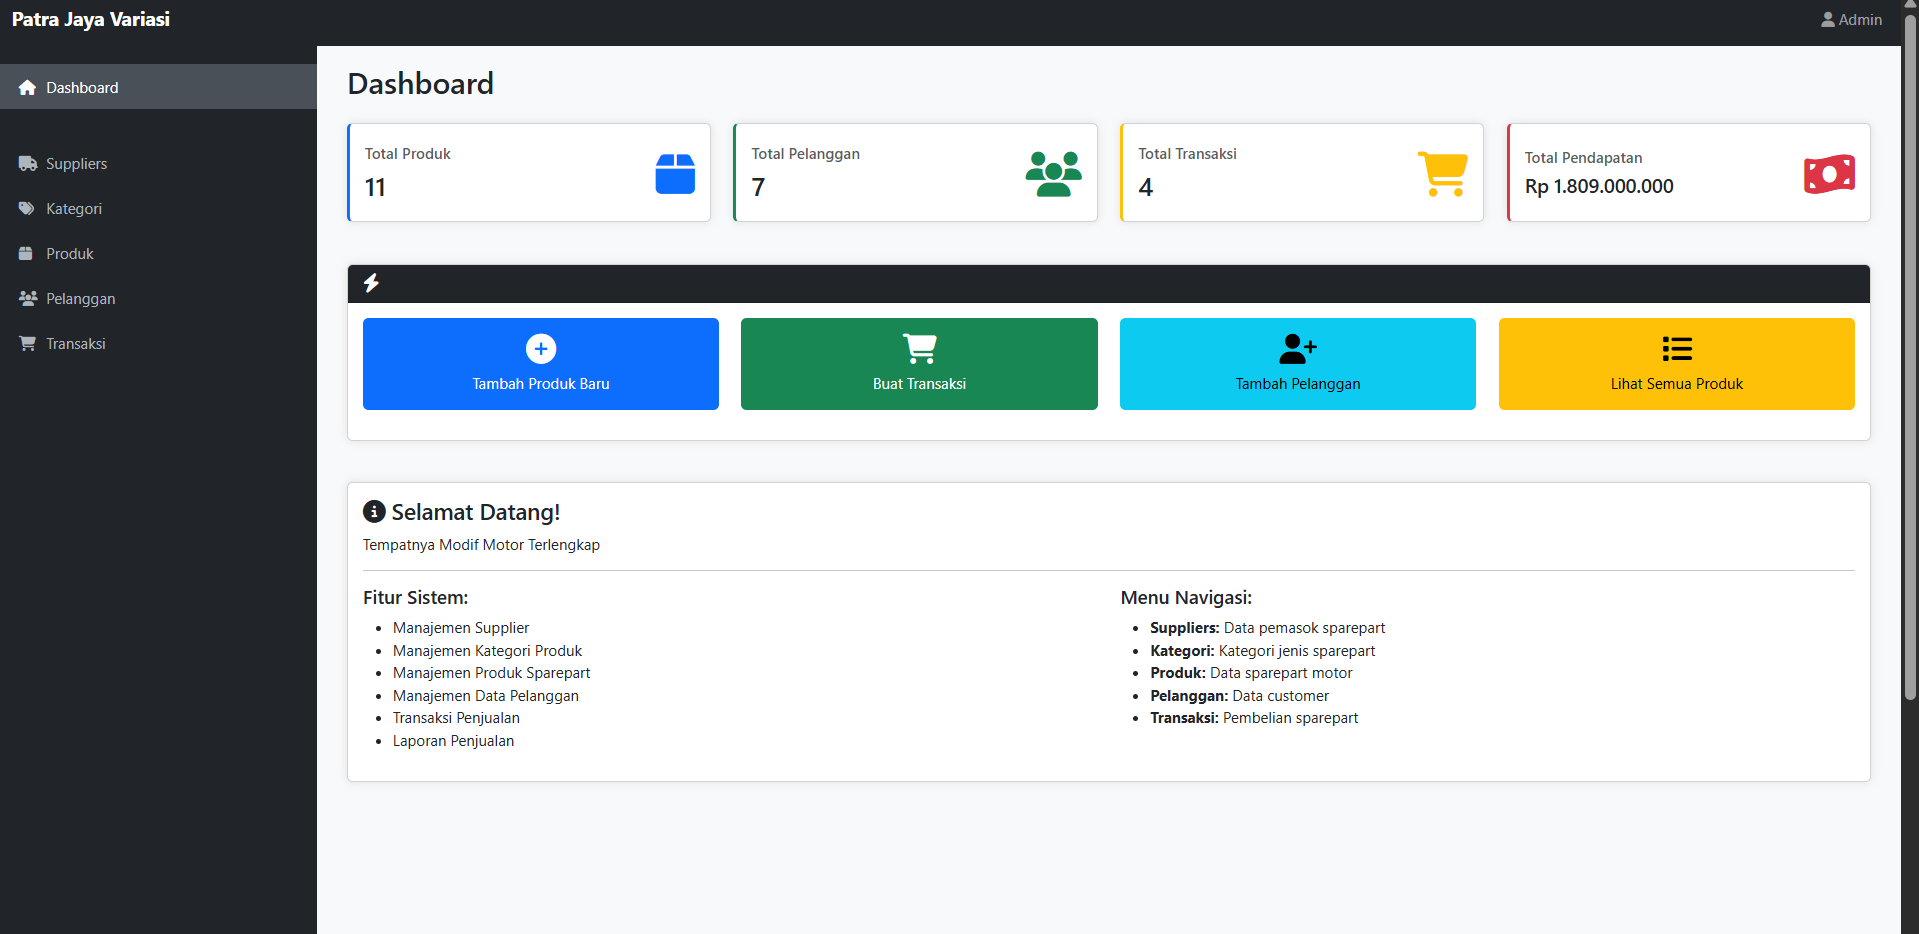 Patra Jaya Variasi
Admin
Dashboard
Suppliers
Kategori
Produk
Pelanggan
Transaksi
Dashboard
Total Produk
11
Total Pelanggan
7
Total Transaksi
4
Total Pendapatan
Rp 1.809.000.000
Tambah Produk Baru
Buat Transaksi
Tambah Pelanggan
Lihat Semua Produk
Selamat Datang!
Tempatnya Modif Motor Terlengkap
Fitur Sistem:
Manajemen Supplier
Manajemen Kategori Produk
Manajemen Produk Sparepart
Manajemen Data Pelanggan
Transaksi Penjualan
Laporan Penjualan
Menu Navigasi:
Suppliers: Data pemasok sparepart
Kategori: Kategori jenis sparepart
Produk: Data sparepart motor
Pelanggan: Data customer
Transaksi: Pembelian sparepart